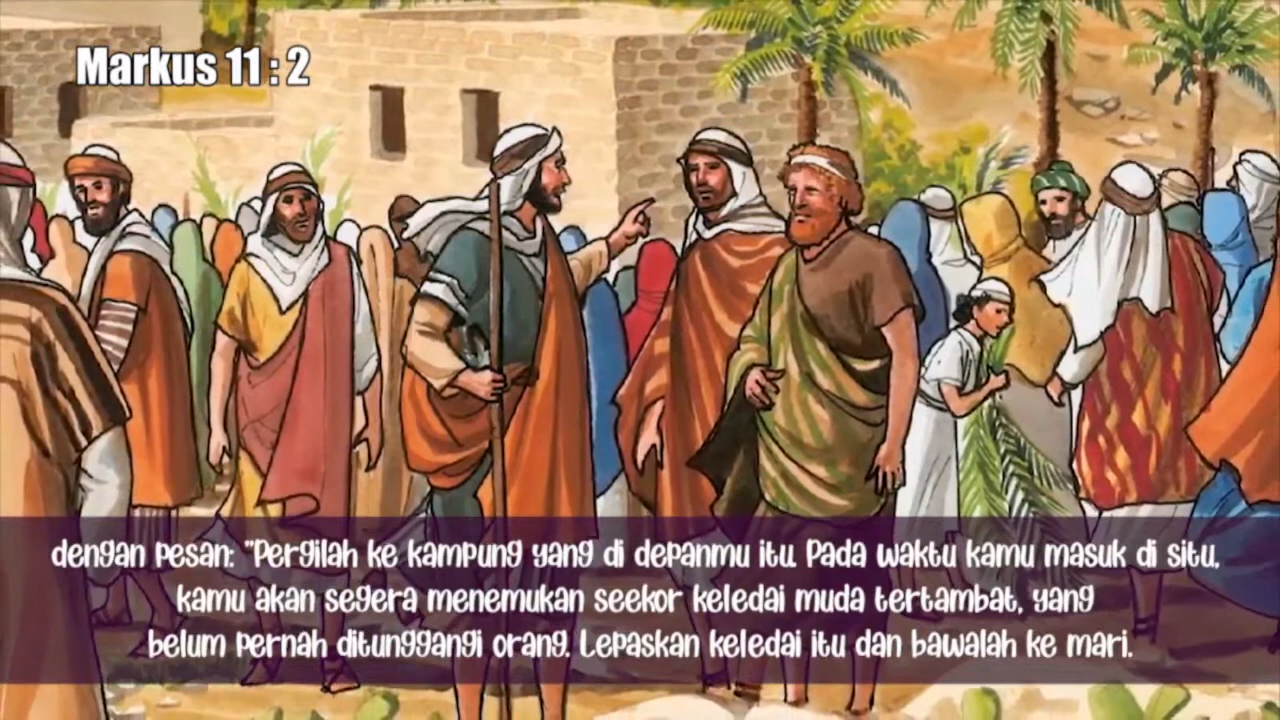 Markus 11 : 2
dengan pesan: "Pergilah ke kampung yang di depanmu itu. Pada waktu kamu masuk di situ,
kamu akan segera menemukan seekor keledai muda tertambat, yang
belum pernah ditunggangi orang. Lepaskan keledai itu dan bawalah ke mari.